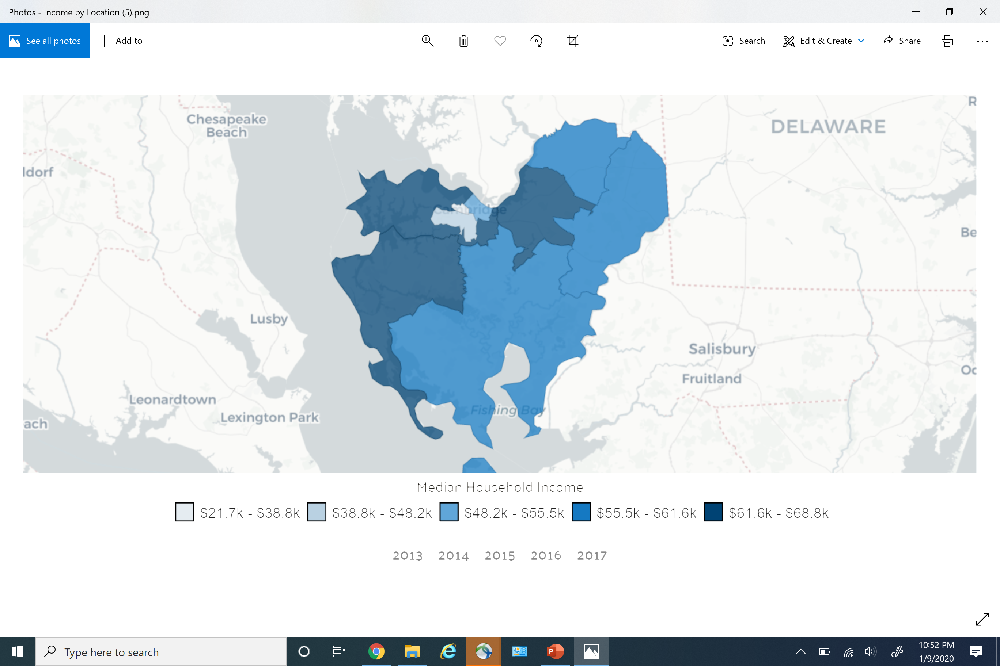 Photos - Income by Location (5).png
See all photos
Add to
Search
Edit & Create
Share
R
Chesapeake
Beach
DELAWARE
ldorf
Cambridge
Be
Lusby
Salisbury
Oc
Fruitland
Leonardtown
Fishing Bay
Lexington Park
ach
Median Household Income
$21.7k - $38.8k $38.8k - $48.2k $48.2k - $55.5k $55.5k - $61.6k $61.6k - $68.8k
2013 2014 2015 2016 2017
Type here to search
P
10:52 PM
1/9/2020